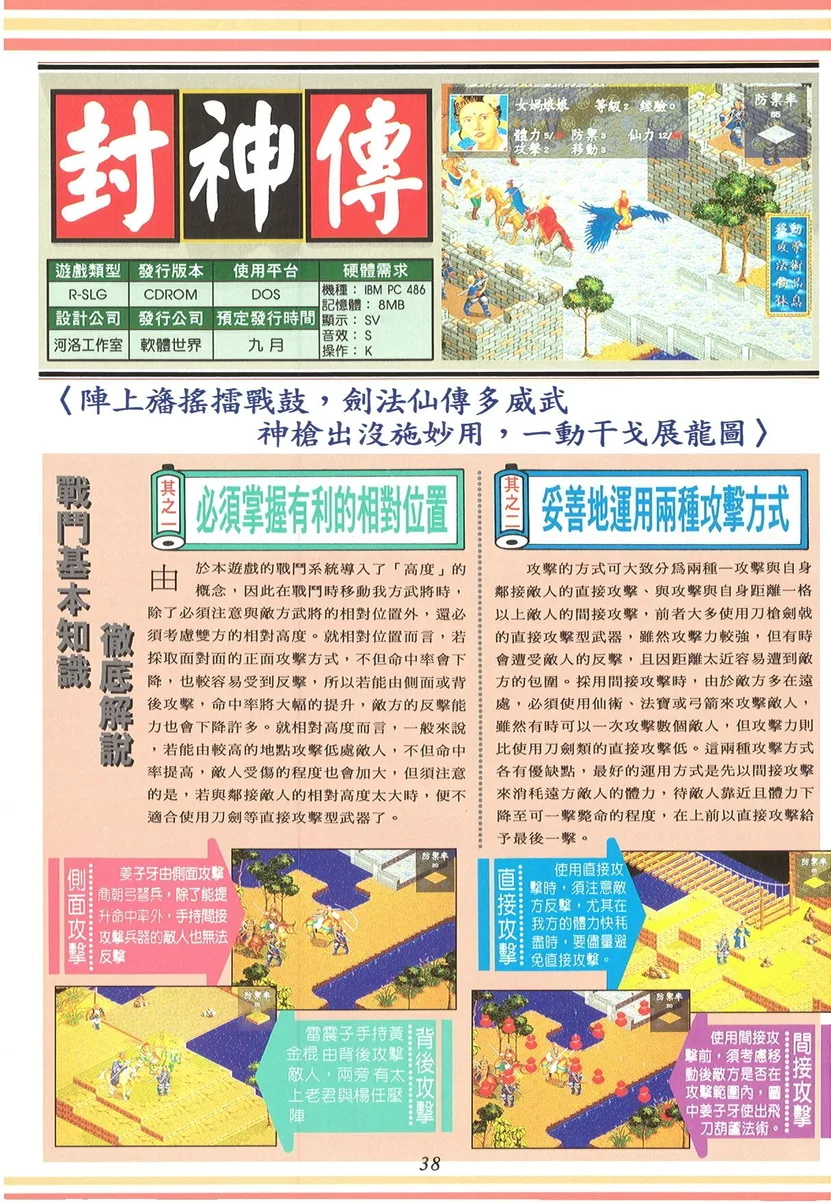 封神傳
遊戲類型 發行版本 使用平台 硬體需求
R-SLG CDROM DOS
機種：IBM PC 486
記憶體：8MB
顯示：SV
音效：S
操作：K
設計公司 發行公司 預定發行時間
河洛工作室 軟體世界 九月
女媧娘娘 等級2 經驗0
體力5/ 防禦3 仙力12/
攻擊2 移動8
防禦率
65
移動
攻擊
法術
物品
休息
〈陣上旛搖擂戰鼓，劍法仙傳多威武
神槍出沒施妙用，一動干戈展龍圖〉
戰鬥基本知識
徹底解說
其之一
必須掌握有利的相對位置
由於本遊戲的戰鬥系統導入了「高度」的
概念，因此在戰鬥時移動我方武將時，
除了必須注意與敵方武將的相對位置外，還必
須考慮雙方的相對高度。就相對位置而言，若
採取面對面的正面攻擊方式，不但命中率會下
降，也較容易受到反擊，所以若能由側面或背
後攻擊，命中率將大幅的提升，敵方的反擊能
力也會下降許多。就相對高度而言，一般來說
，若能由較高的地點攻擊低處敵人，不但命中
率提高，敵人受傷的程度也會加大，但須注意
的是，若與鄰接敵人的相對高度太大時，便不
適合使用刀劍等直接攻擊型武器了。
其之二
妥善地運用兩種攻擊方式
攻擊的方式可大致分為兩種—攻擊與自身
鄰接敵人的直接攻擊、與攻擊與自身距離一格
以上敵人的間接攻擊，前者大多使用刀槍劍戟
的直接攻擊型武器，雖然攻擊力較強，但有時
會遭受敵人的反擊，且因距離太近容易遭到敵
方的包圍。採用間接攻擊時，由於敵方多在遠
處，必須使用仙術、法寶或弓箭來攻擊敵人，
雖然有時可以一次攻擊數個敵人，但攻擊力則
比使用刀劍類的直接攻擊低。這兩種攻擊方式
各有優缺點，最好的運用方式是先以間接攻擊
來消耗遠方敵人的體力，待敵人靠近且體力下
降至可一擊斃命的程度，在上前以直接攻擊給
予最後一擊。
側面攻擊
姜子牙由側面攻擊
商朝弓弩兵，除了能提
升命中率外，手持間接
攻擊兵器的敵人也無法
反擊
防禦率
20
直接攻擊
使用直接攻
擊時，須注意敵
方反擊，尤其在
我方的體力快耗
盡時，要儘量避
免直接攻擊。
防禦率
防禦率
雷震子手持黃
金棍由背後攻擊
敵人，兩旁有太
上老君與楊任壓
陣
背後攻擊
防禦率
20
使用間接攻
擊前，須考慮移
動後敵方是否在
攻擊範圍內，圖
中姜子牙使出飛
刀葫蘆法術。
間接攻擊
38